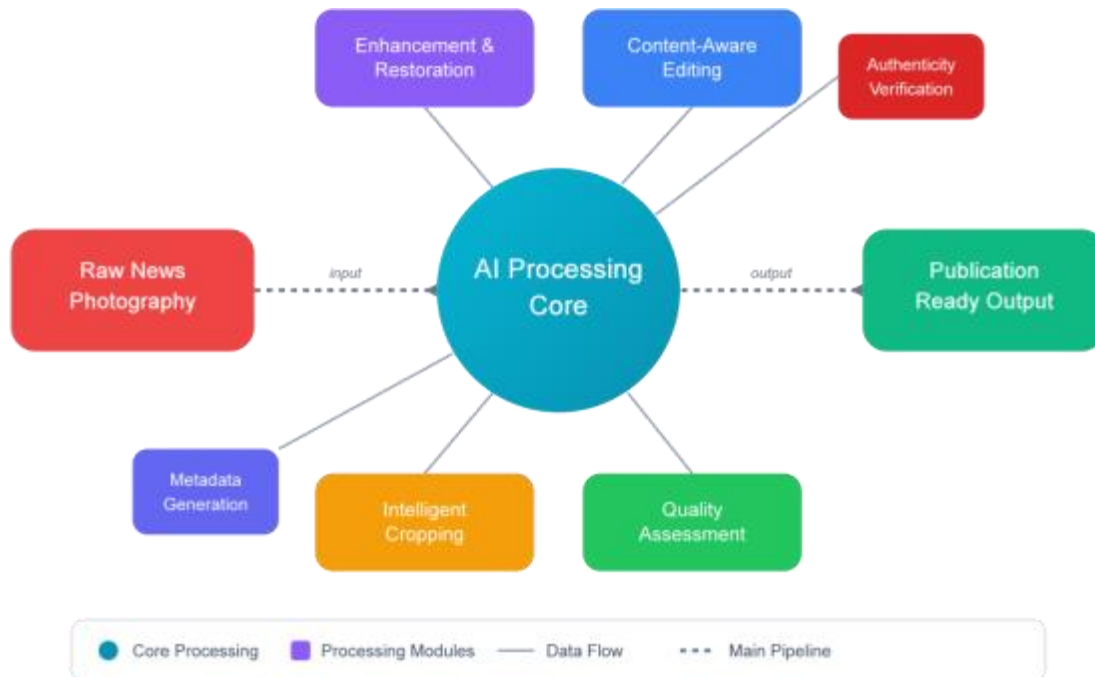 Enhancement &
Restoration
Content-Aware
Editing
Authenticity
Verification
Raw News
Photography
input
AI Processing
Core
output
Publication
Ready Output
Metadata
Generation
Intelligent
Cropping
Quality
Assessment
Core Processing
Processing Modules
Data Flow
Main Pipeline